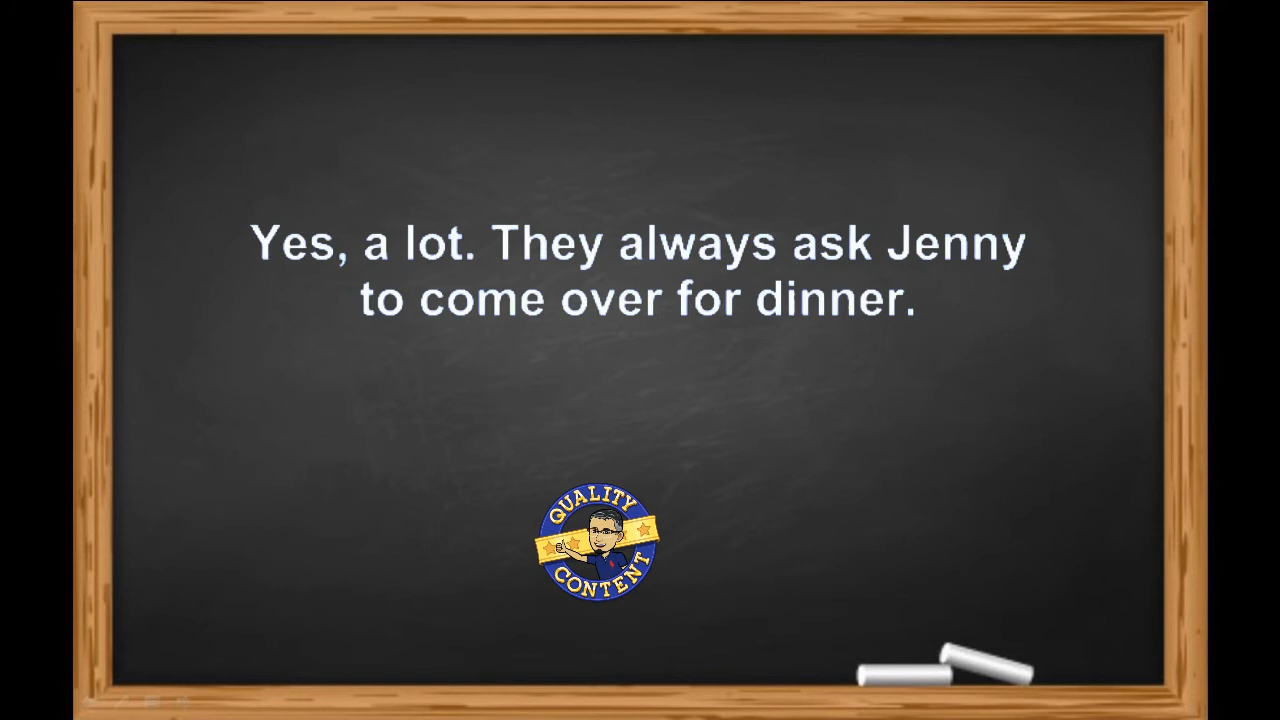 Yes, a lot. They always ask Jenny
to come over for dinner.
QUALITY
CONTENT